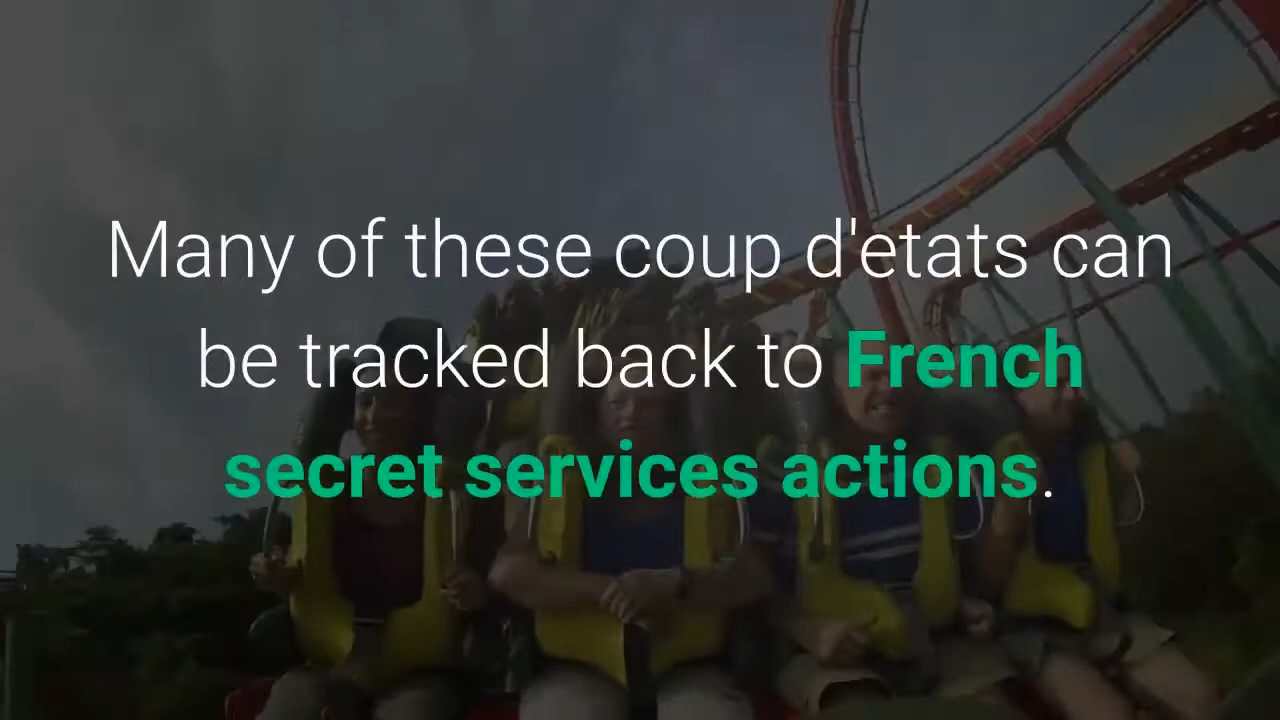 Many of these coup d'etats can
be tracked back to French
secret services actions.